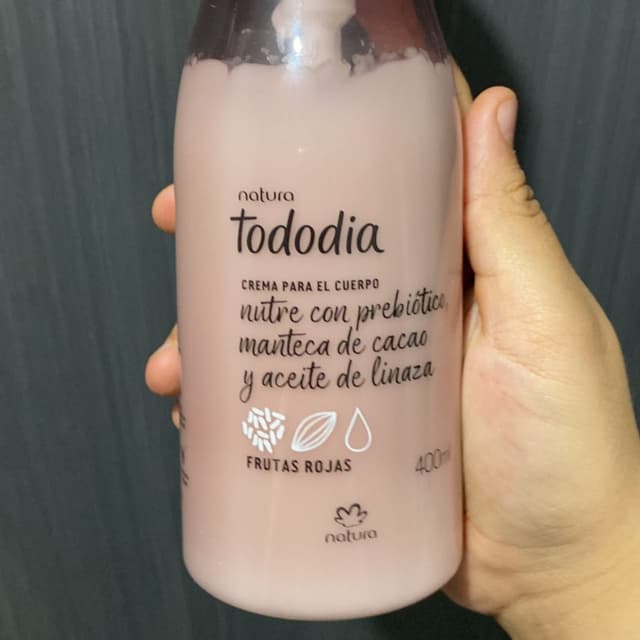 natura
tododia
CREMA PARA EL CUERPO
nutre con prebiótico,
manteca de cacao
y aceite de linaza
FRUTAS ROJAS
400ml
natura